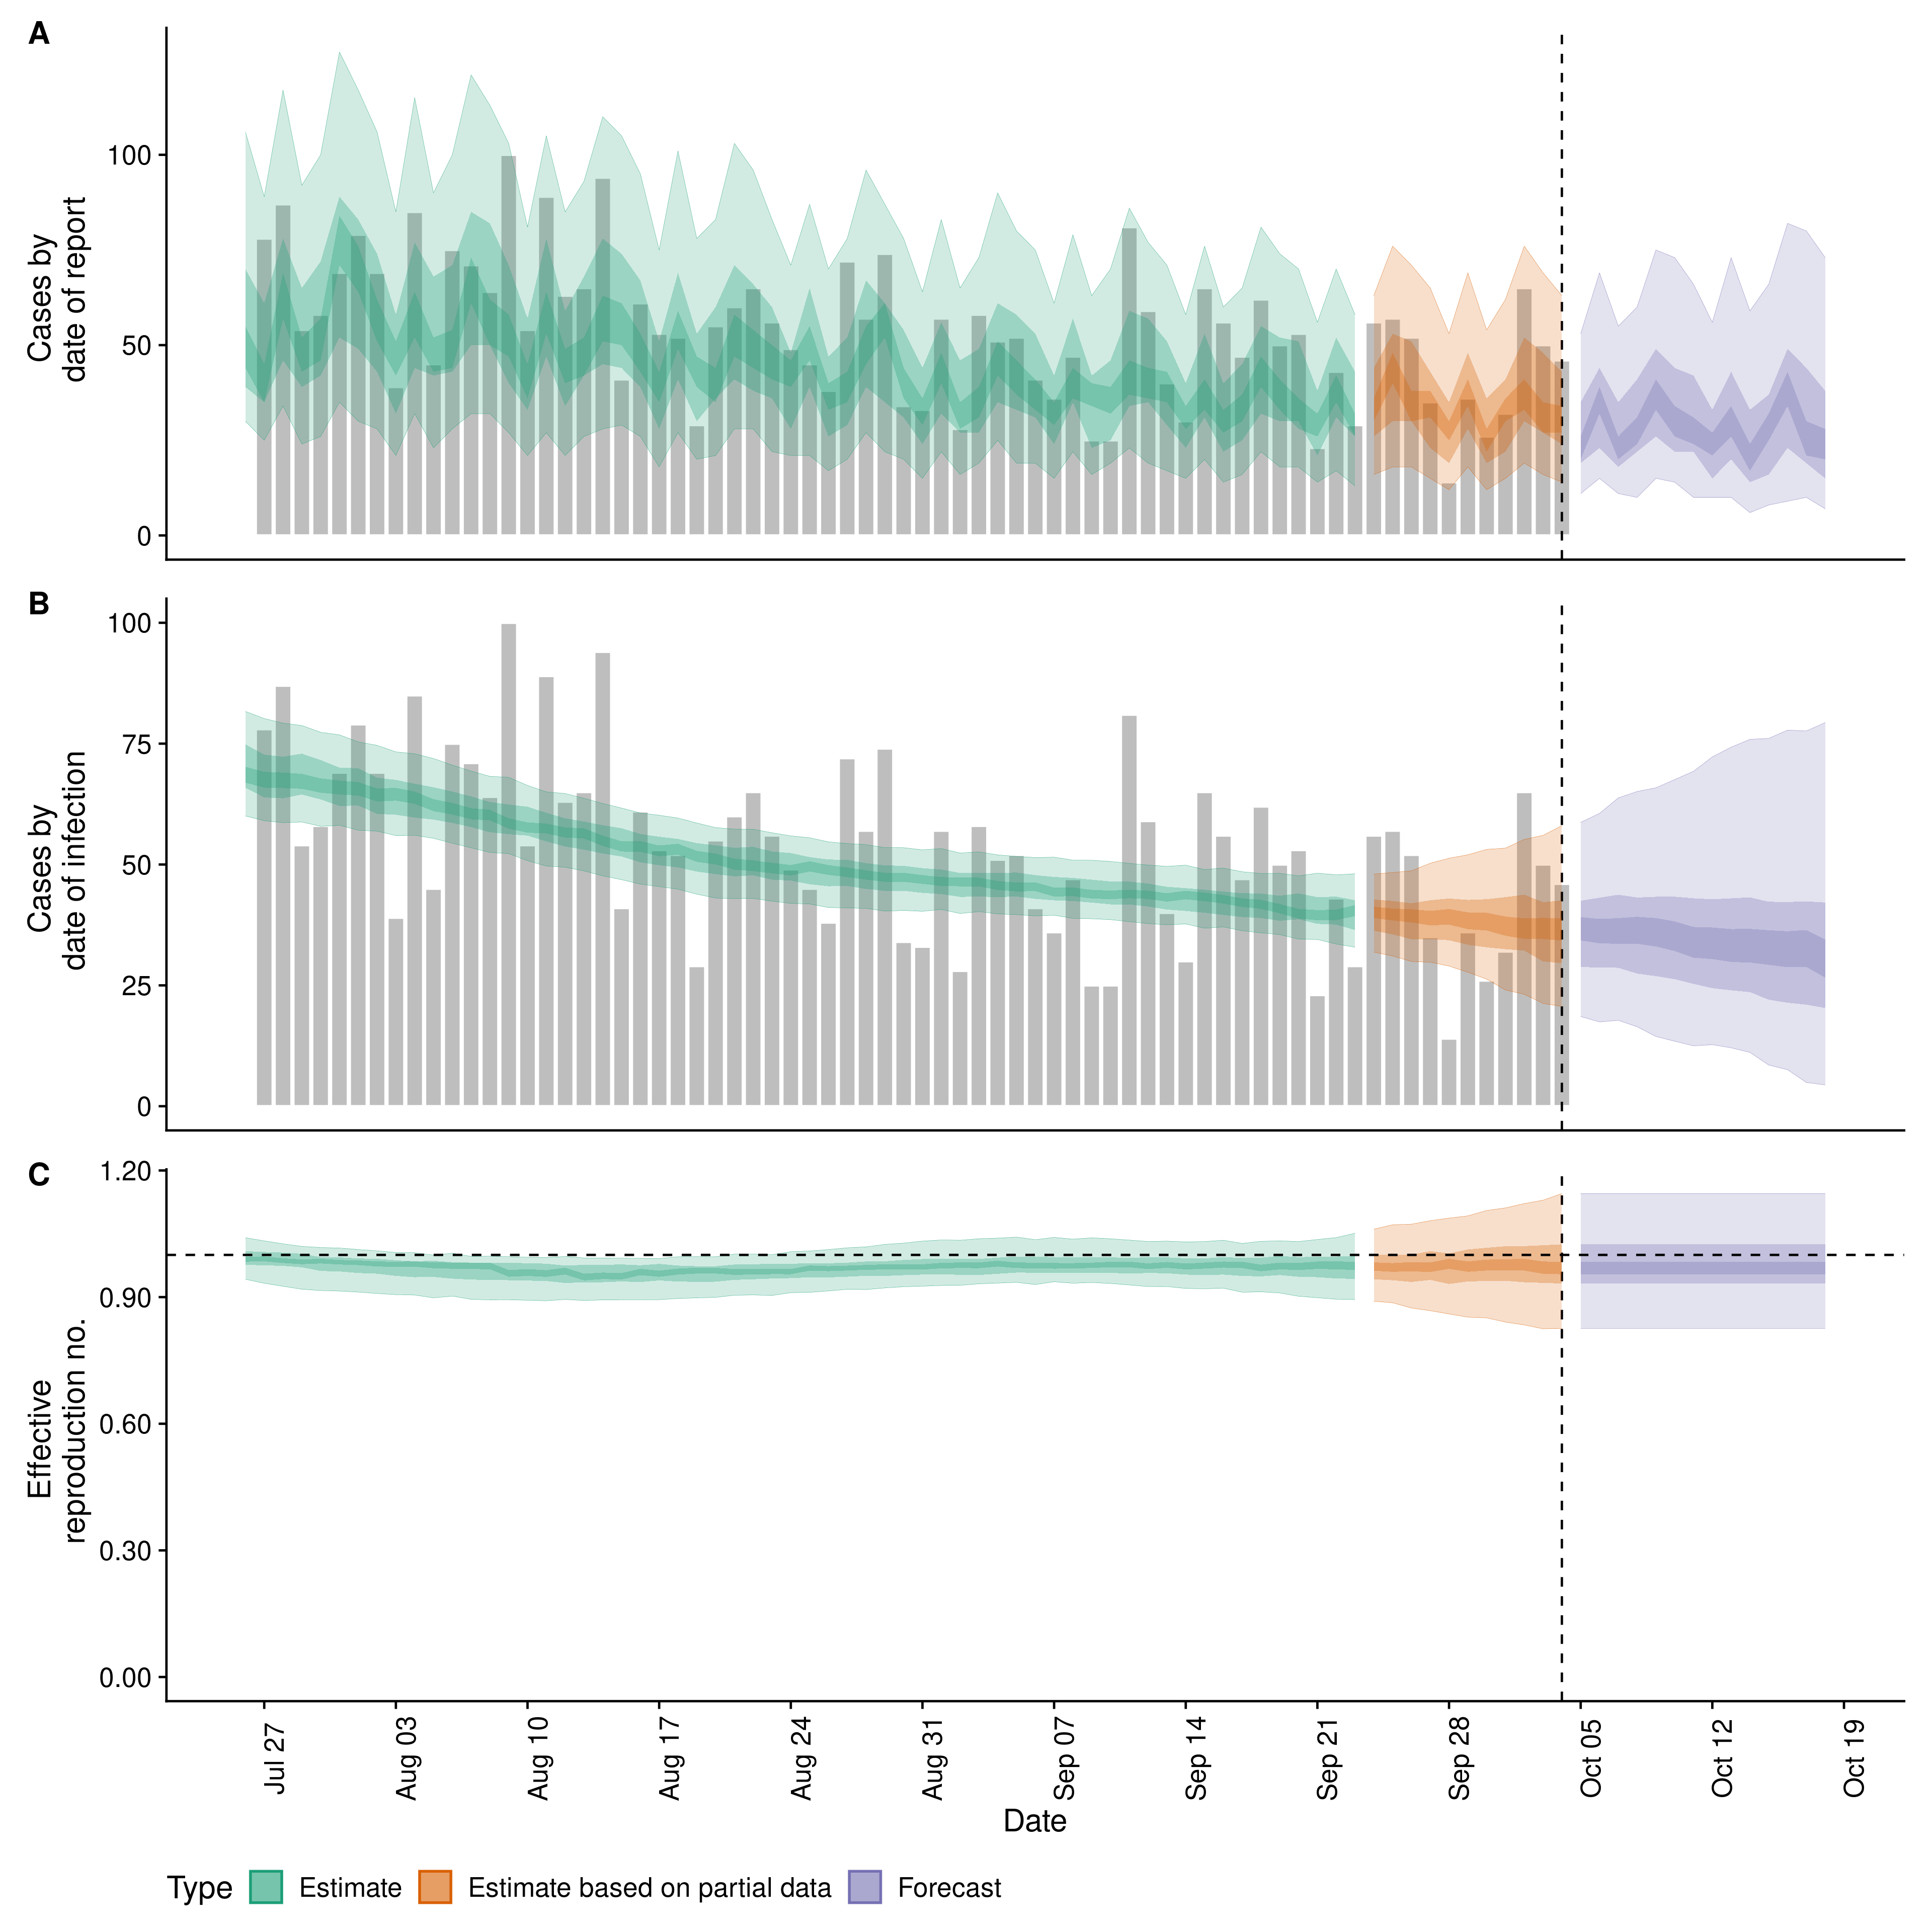 A
Cases by
date of report
100
50
0
B
Cases by
date of infection
100
75
50
25
0
C
Effective
reproduction no.
1.20
0.90
0.60
0.30
0.00
Jul 27
Aug 03
Aug 10
Aug 17
Aug 24
Aug 31
Sep 07
Sep 14
Sep 21
Sep 28
Oct 05
Oct 12
Oct 19
Date
Type Estimate Estimate based on partial data Forecast